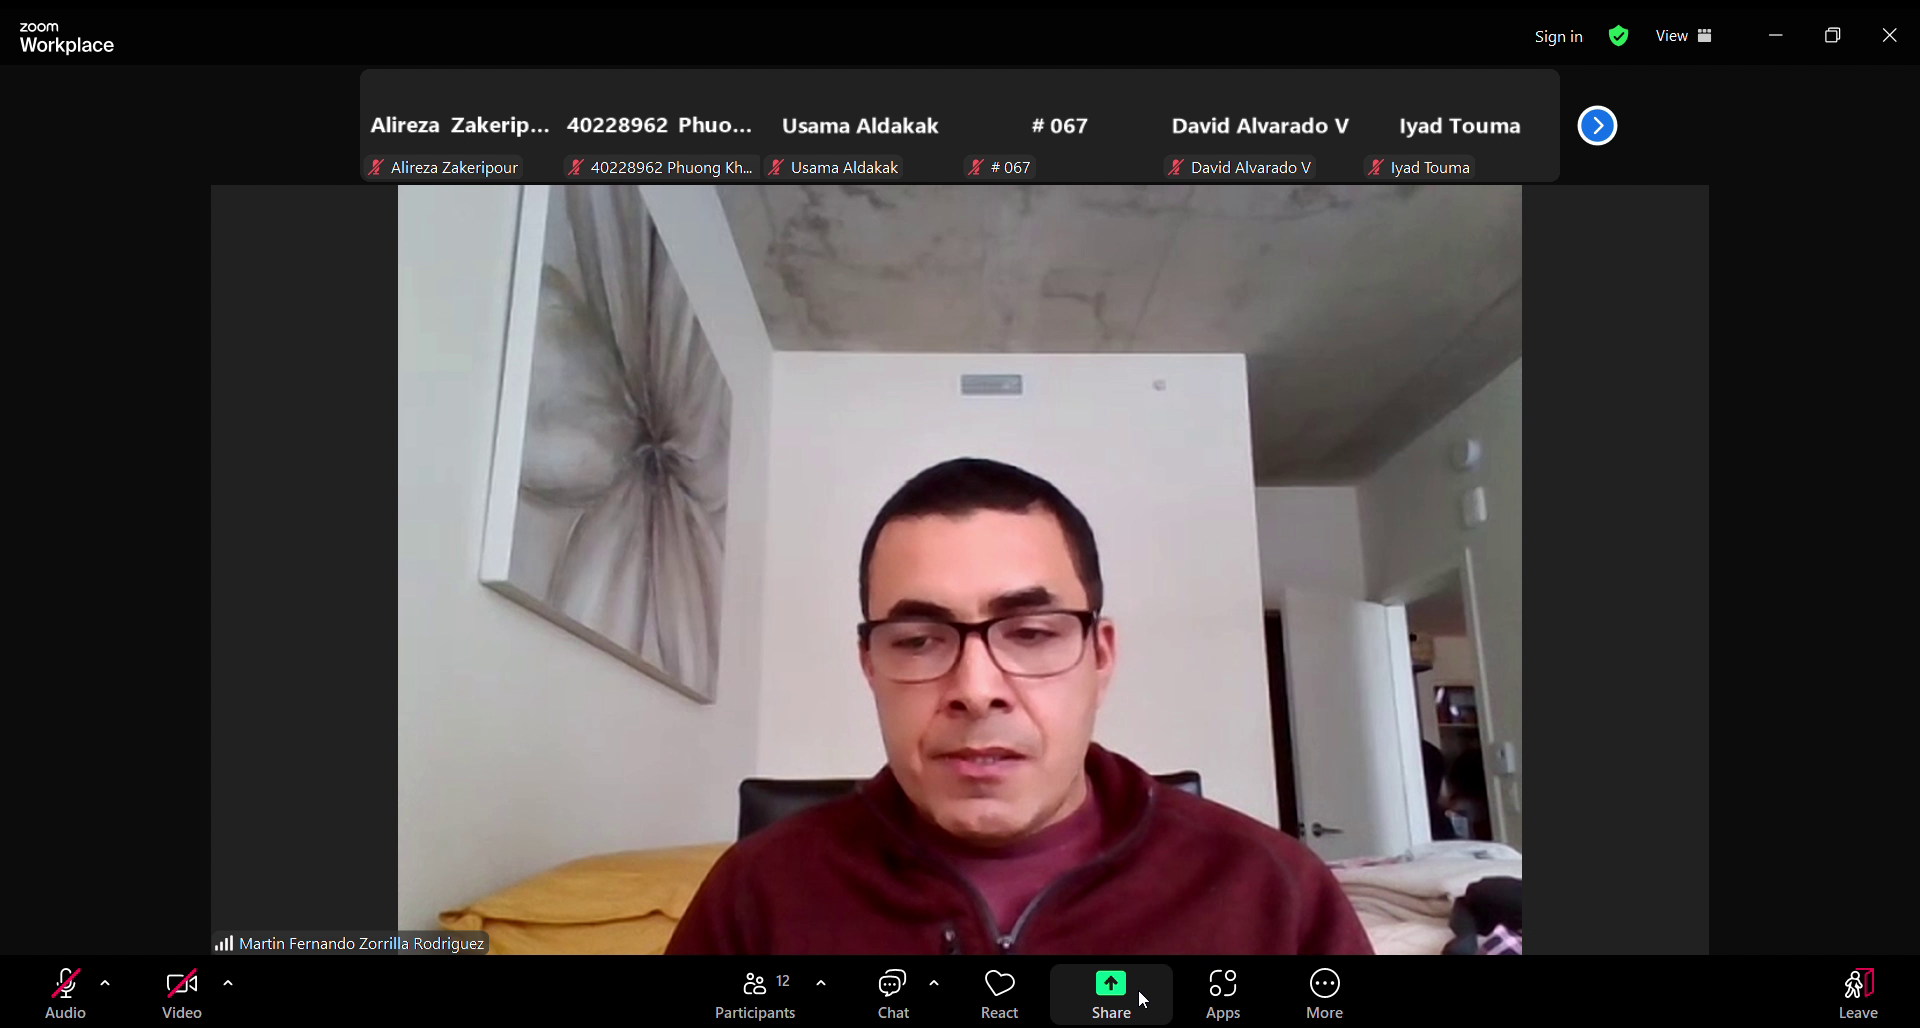 zoom
Workplace
Sign in
View
Alireza Zakerip...
40228962 Phuo...
Usama Aldakak
# 067
David Alvarado V
Iyad Touma
Alireza Zakeripour
40228962 Phuong Kh...
Usama Aldakak
# 067
David Alvarado V
Iyad Touma
Martin Fernando Zorrilla Rodriguez
Audio
Video
12
Participants
Chat
React
Share
Apps
More
Leave